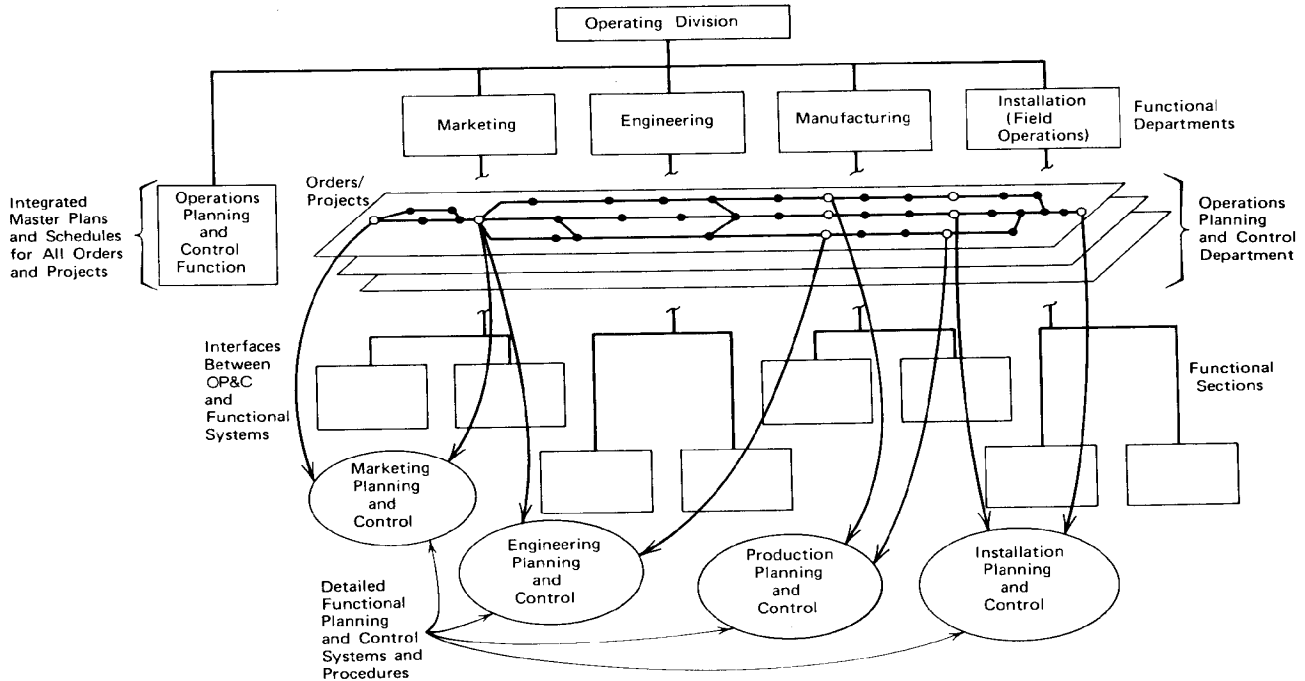 Operating Division
Marketing
Engineering
Manufacturing
Installation
(Field
Operations)
Functional
Departments
Integrated
Master Plans
and Schedules
for All Orders
and Projects
Operations
Planning
and
Control
Function
Orders/
Projects
Operations
Planning
and Control
Department
Interfaces
Between
OP&C
and
Functional
Systems
Functional
Sections
Marketing
Planning
and
Control
Engineering
Planning
and
Control
Production
Planning
and
Control
Installation
Planning
and
Control
Detailed
Functional
Planning
and Control
Systems and
Procedures